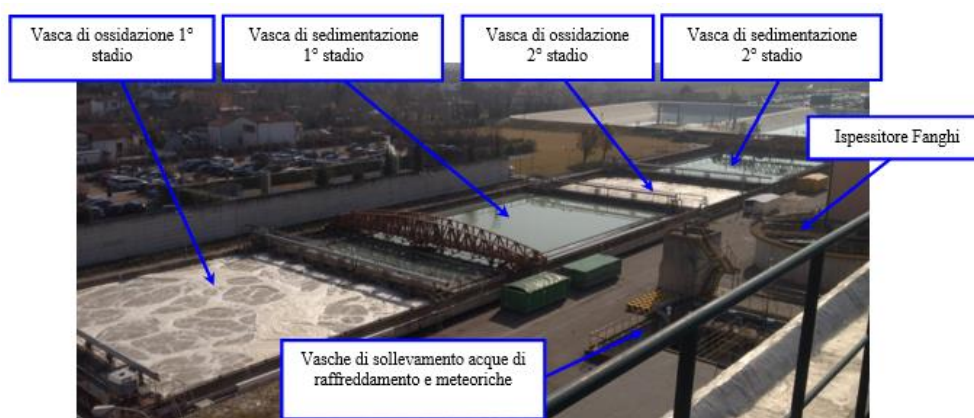 Vasca di ossidazione 1°
stadio
Vasca di sedimentazione
1° stadio
Vasca di ossidazione
2° stadio
Vasca di sedimentazione
2° stadio
Ispessitore Fanghi
Vasche di sollevamento acque di
raffreddamento e meteoriche